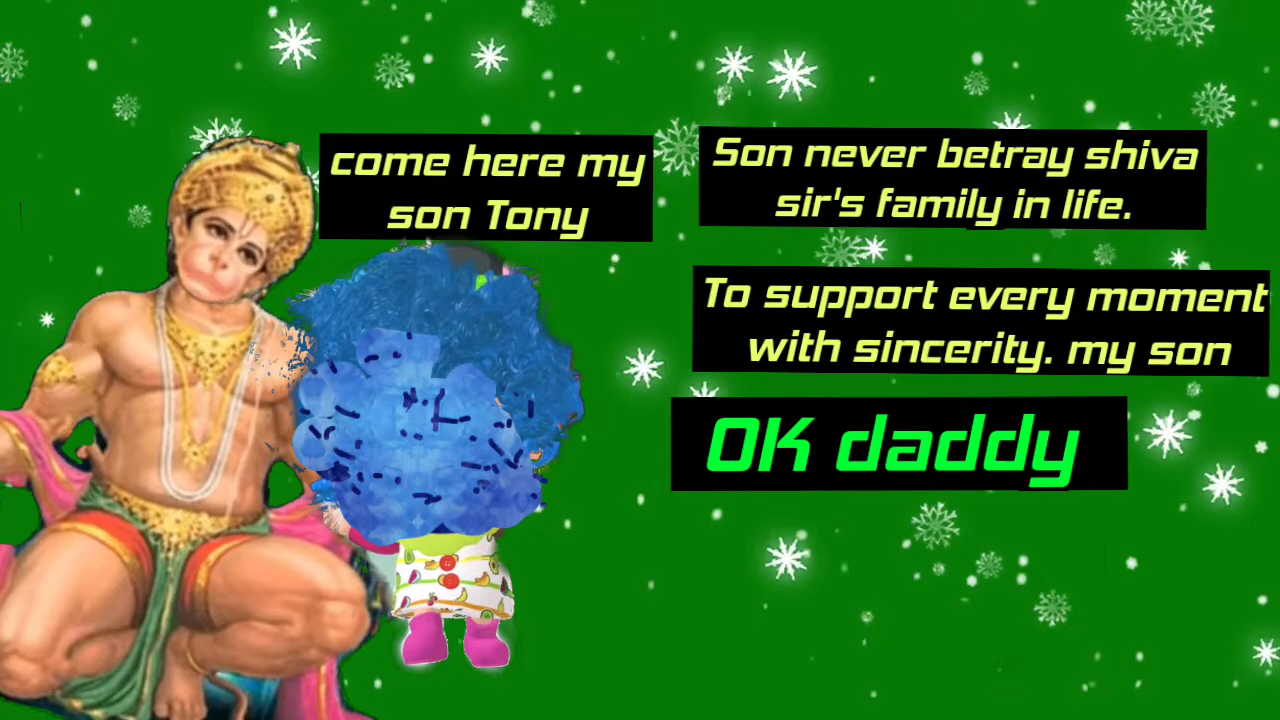 come here my
son Tony
Son never betray shiva
sir's family in life.
To support every moment
with sincerity. my son
OK daddy